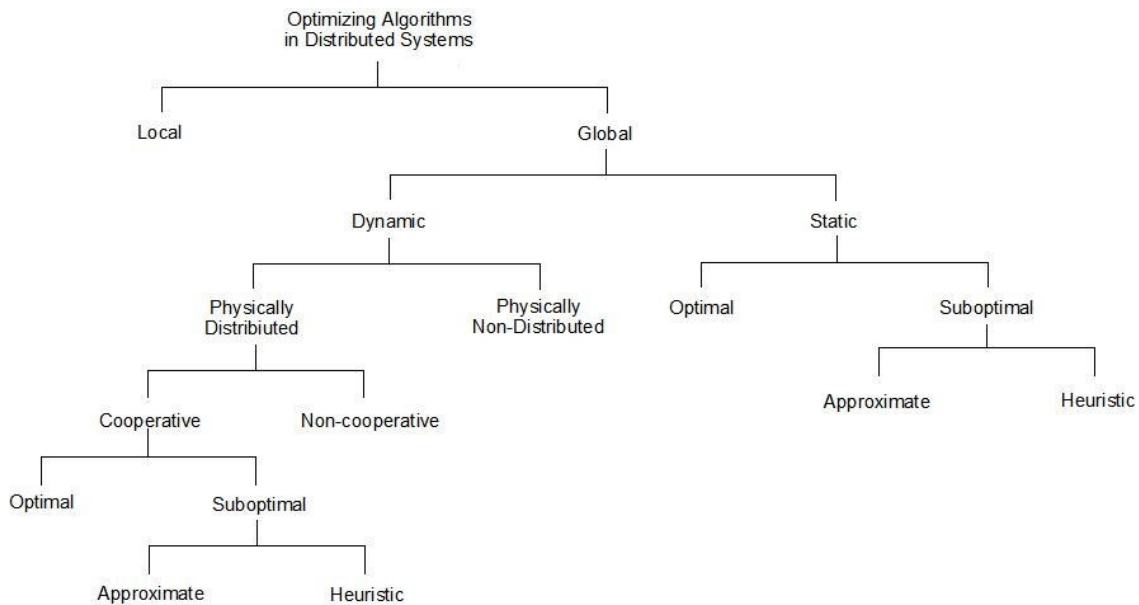 Optimizing Algorithms
in Distributed Systems
Local
Global
Dynamic
Static
Physically
Distribiuted
Physically
Non-Distributed
Optimal
Suboptimal
Approximate
Heuristic
Cooperative
Non-cooperative
Optimal
Suboptimal
Approximate
Heuristic